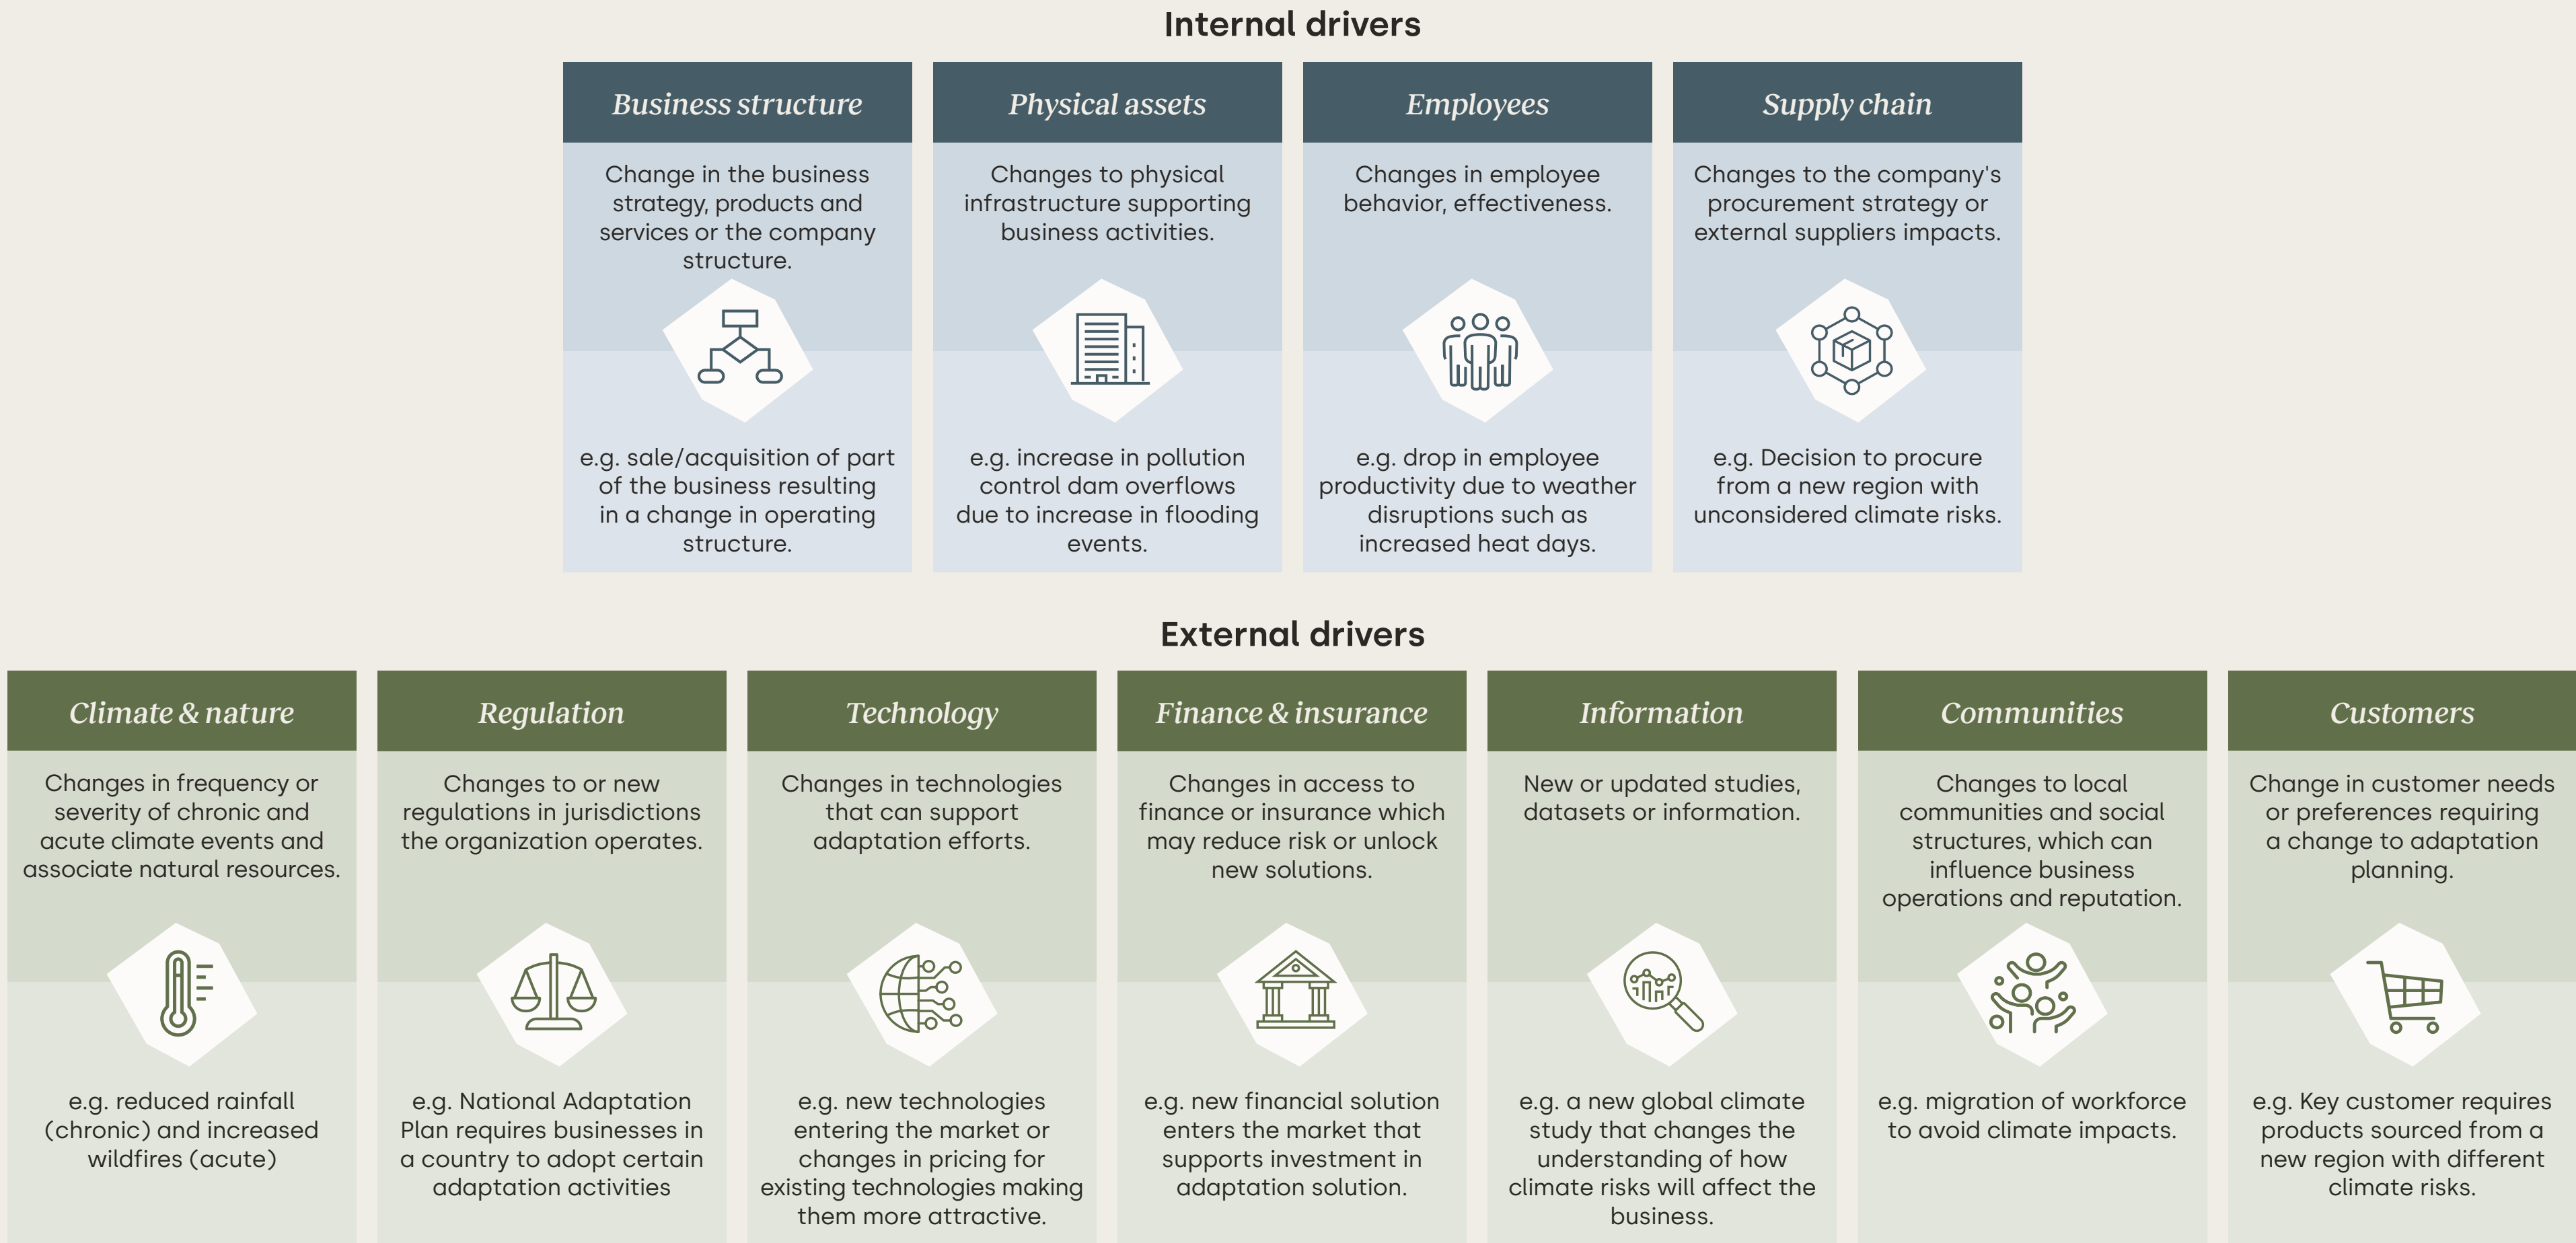 Internal drivers
Business structure
Change in the business
strategy, products and
services or the company
structure.
e.g. sale/acquisition of part
of the business resulting
in a change in operating
structure.
Physical assets
Changes to physical
infrastructure supporting
business activities.
e.g. increase in pollution
control dam overflows
due to increase in flooding
events.
Employees
Changes in employee
behavior, effectiveness.
e.g. drop in employee
productivity due to weather
disruptions such as
increased heat days.
Supply chain
Changes to the company's
procurement strategy or
external suppliers impacts.
e.g. Decision to procure
from a new region with
unconsidered climate risks.
External drivers
Climate & nature
Changes in frequency or
severity of chronic and
acute climate events and
associate natural resources.
e.g. reduced rainfall
(chronic) and increased
wildfires (acute)
Regulation
Changes to or new
regulations in jurisdictions
the organization operates.
e.g. National Adaptation
Plan requires businesses in
a country to adopt certain
adaptation activities
Technology
Changes in technologies
that can support
adaptation efforts.
e.g. new technologies
entering the market or
changes in pricing for
existing technologies making
them more attractive.
Finance & insurance
Changes in access to
finance or insurance which
may reduce risk or unlock
new solutions.
e.g. new financial solution
enters the market that
supports investment in
adaptation solution.
Information
New or updated studies,
datasets or information.
e.g. a new global climate
study that changes the
understanding of how
climate risks will affect the
business.
Communities
Changes to local
communities and social
structures, which can
influence business
operations and reputation.
e.g. migration of workforce
to avoid climate impacts.
Customers
Change in customer needs
or preferences requiring
a change to adaptation
planning.
e.g. Key customer requires
products sourced from a
new region with different
climate risks.